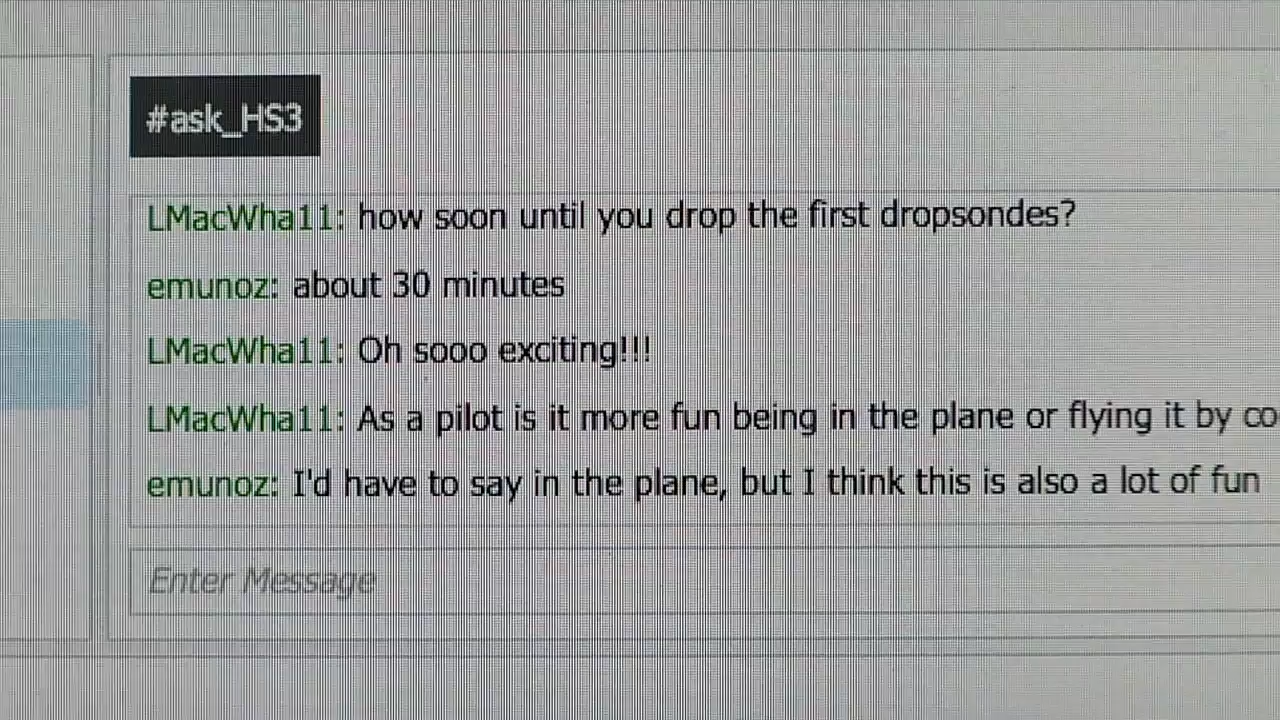 #ask_HS3
LMacWha11: how soon until you drop the first dropsondes?
emunoz: about 30 minutes
LMacWha11: Oh sooo exciting!!!
LMacWha11: As a pilot is it more fun being in the plane or flying it by co
emunoz: I'd have to say in the plane, but I think this is also a lot of fun
Enter Message